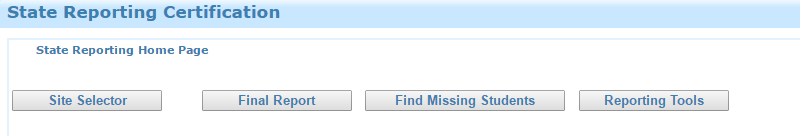 State Reporting Certification
State Reporting Home Page
Site Selector Final Report Find Missing Students Reporting Tools